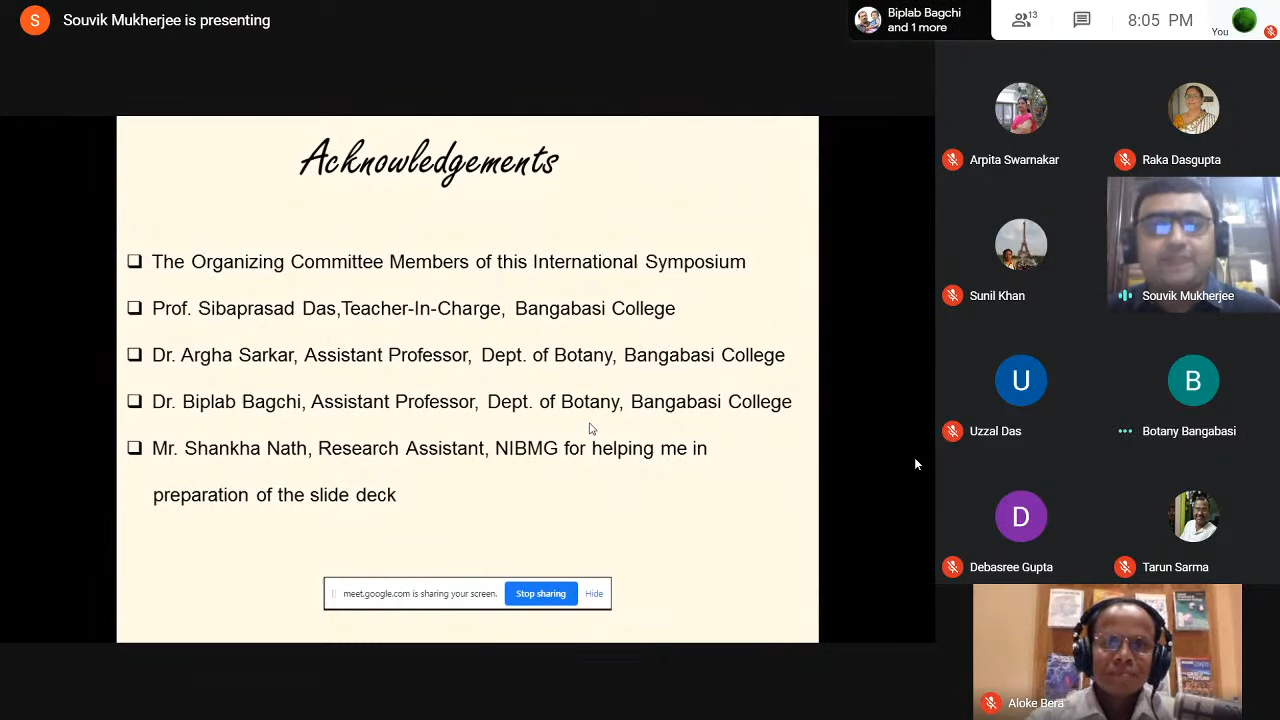 S
Souvik Mukherjee is presenting
Biplab Bagchi
and 1 more
13
8:05 PM
You
Acknowledgements
The Organizing Committee Members of this International Symposium
Prof. Sibaprasad Das,Teacher-In-Charge, Bangabasi College
Dr. Argha Sarkar, Assistant Professor, Dept. of Botany, Bangabasi College
Dr. Biplab Bagchi, Assistant Professor, Dept. of Botany, Bangabasi College
Mr. Shankha Nath, Research Assistant, NIBMG for helping me in
preparation of the slide deck
meet.google.com is sharing your screen.
Stop sharing
Hide
Arpita Swarnakar
Raka Dasgupta
Sunil Khan
Souvik Mukherjee
U
Uzzal Das
B
Botany Bangabasi
D
Debasree Gupta
Tarun Sarma
Aloke Bera